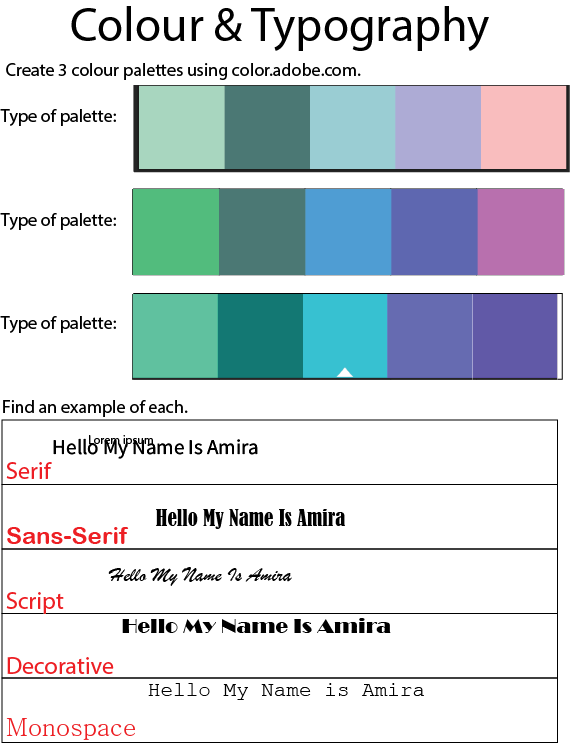 Colour & Typography
Create 3 colour palettes using color.adobe.com.
Type of palette:
Type of palette:
Type of palette:
Find an example of each.
Lorem ipsum
Hello My Name Is Amira
Serif
Hello My Name Is Amira
Sans-Serif
Hello My Name Is Amira
Script
Hello My Name Is Amira
Decorative
Hello My Name is Amira
Monospace